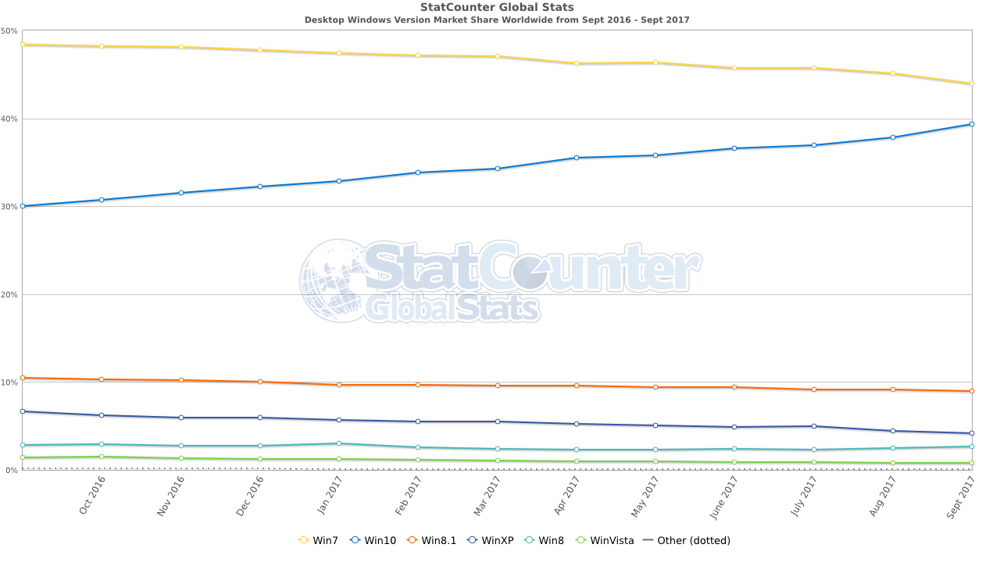 StatCounter Global Stats
Desktop Windows Version Market Share Worldwide from Sept 2016 - Sept 2017
50%
40%
30%
StatCounter
20%
GlobalStats
10%
0%
Oct 2016 Nov 2016 Dec 2016 Jan 2017 Feb 2017 Mar 2017 Apr 2017 May 2017 June 2017 July 2017 Aug 2017 Sept 2017
Win7 Win10 Win8.1 WinXP Win8 WinVista Other (dotted)